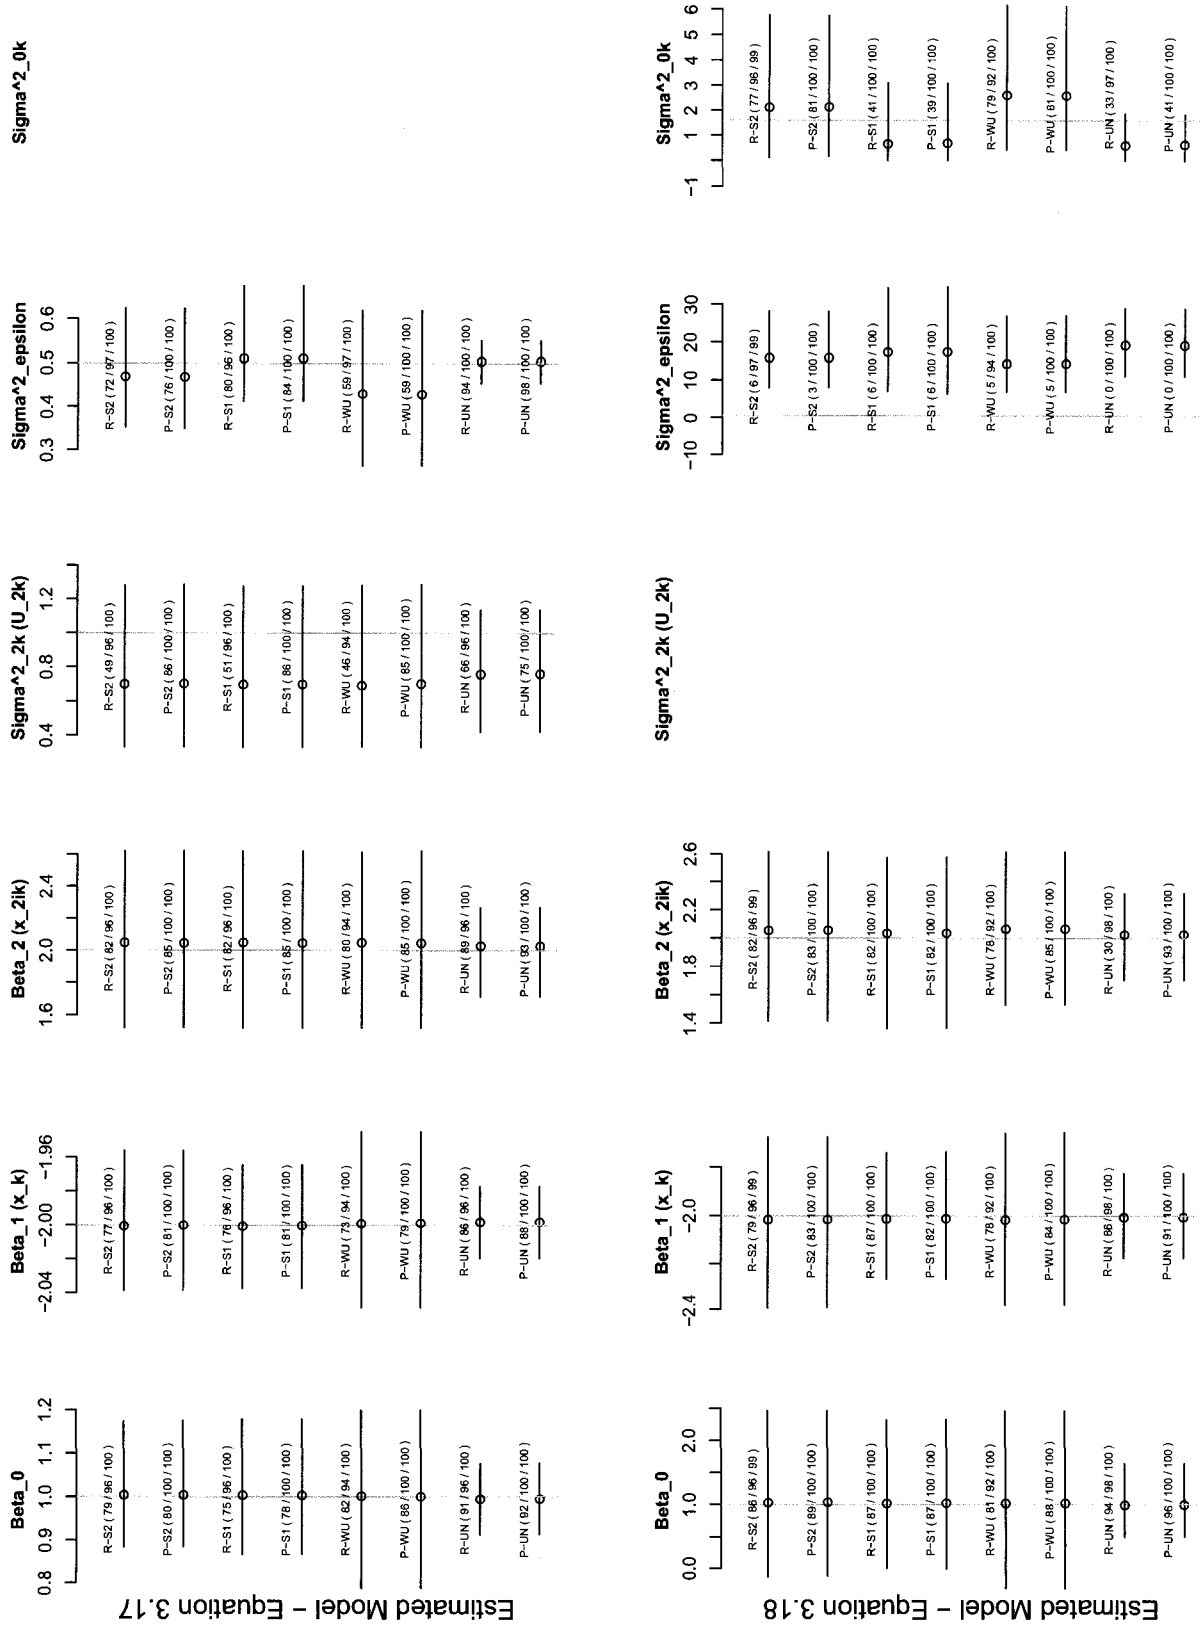 Estimated Model – Equation 3.17
Beta_0
0.8 0.9 1.0 1.1 1.2
R–S2 ( 79 / 96 / 100 )
P–S2 ( 80 / 100 / 100 )
R–S1 ( 75 / 96 / 100 )
P–S1 ( 78 / 100 / 100 )
R–WU ( 82 / 94 / 100 )
P–WU ( 86 / 100 / 100 )
R–UN ( 91 / 96 / 100 )
P–UN ( 92 / 100 / 100 )
Beta_1 (x_k)
−2.04 −2.00 −1.96
R–S2 ( 77 / 96 / 100 )
P–S2 ( 81 / 100 / 100 )
R–S1 ( 76 / 96 / 100 )
P–S1 ( 81 / 100 / 100 )
R–WU ( 73 / 94 / 100 )
P–WU ( 79 / 100 / 100 )
R–UN ( 86 / 96 / 100 )
P–UN ( 88 / 100 / 100 )
Beta_2 (x_2ik)
1.6 2.0 2.4
R–S2 ( 82 / 96 / 100 )
P–S2 ( 85 / 100 / 100 )
R–S1 ( 82 / 96 / 100 )
P–S1 ( 85 / 100 / 100 )
R–WU ( 80 / 94 / 100 )
P–WU ( 85 / 100 / 100 )
R–UN ( 89 / 96 / 100 )
P–UN ( 93 / 100 / 100 )
Sigma^2_2k (U_2k)
0.4 0.8 1.2
R–S2 ( 49 / 96 / 100 )
P–S2 ( 86 / 100 / 100 )
R–S1 ( 51 / 96 / 100 )
P–S1 ( 86 / 100 / 100 )
R–WU ( 46 / 94 / 100 )
P–WU ( 85 / 100 / 100 )
R–UN ( 66 / 96 / 100 )
P–UN ( 75 / 100 / 100 )
Sigma^2_epsilon
0.3 0.4 0.5 0.6
R–S2 ( 72 / 97 / 100 )
P–S2 ( 76 / 100 / 100 )
R–S1 ( 80 / 96 / 100 )
P–S1 ( 84 / 100 / 100 )
R–WU ( 59 / 97 / 100 )
P–WU ( 59 / 100 / 100 )
R–UN ( 94 / 100 / 100 )
P–UN ( 98 / 100 / 100 )
Sigma^2_0k
Estimated Model – Equation 3.18
Beta_0
0.0 1.0 2.0
R–S2 ( 86 / 96 / 99 )
P–S2 ( 89 / 100 / 100 )
R–S1 ( 87 / 100 / 100 )
P–S1 ( 87 / 100 / 100 )
R–WU ( 81 / 92 / 100 )
P–WU ( 88 / 100 / 100 )
R–UN ( 94 / 98 / 100 )
P–UN ( 96 / 100 / 100 )
Beta_1 (x_k)
−2.4 −2.0
R–S2 ( 79 / 96 / 99 )
P–S2 ( 83 / 100 / 100 )
R–S1 ( 87 / 100 / 100 )
P–S1 ( 82 / 100 / 100 )
R–WU ( 78 / 92 / 100 )
P–WU ( 84 / 100 / 100 )
R–UN ( 86 / 98 / 100 )
P–UN ( 91 / 100 / 100 )
Beta_2 (x_2ik)
1.4 1.8 2.2 2.6
R–S2 ( 82 / 96 / 99 )
P–S2 ( 83 / 100 / 100 )
R–S1 ( 82 / 100 / 100 )
P–S1 ( 82 / 100 / 100 )
R–WU ( 78 / 92 / 100 )
P–WU ( 85 / 100 / 100 )
R–UN ( 30 / 98 / 100 )
P–UN ( 93 / 100 / 100 )
Sigma^2_2k (U_2k)
Sigma^2_epsilon
−10 0 10 20 30
R–S2 ( 6 / 97 / 99 )
P–S2 ( 3 / 100 / 100 )
R–S1 ( 6 / 100 / 100 )
P–S1 ( 6 / 100 / 100 )
R–WU ( 5 / 94 / 100 )
P–WU ( 5 / 100 / 100 )
R–UN ( 0 / 100 / 100 )
P–UN ( 0 / 100 / 100 )
Sigma^2_0k
−1 1 2 3 4 5 6
R–S2 ( 77 / 96 / 99 )
P–S2 ( 81 / 100 / 100 )
R–S1 ( 41 / 100 / 100 )
P–S1 ( 39 / 100 / 100 )
R–WU ( 79 / 92 / 100 )
P–WU ( 81 / 100 / 100 )
R–UN ( 33 / 97 / 100 )
P–UN ( 41 / 100 / 100 )